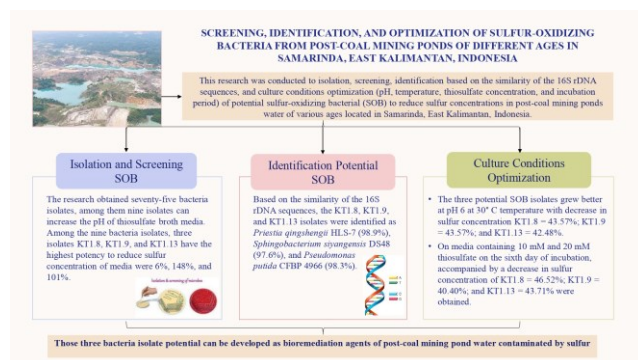 SCREENING, IDENTIFICATION, AND OPTIMIZATION OF SULFUR-OXIDIZING
BACTERIA FROM POST-COAL MINING PONDS OF DIFFERENT AGES IN
SAMARINDA, EAST KALIMANTAN, INDONESIA
This research was conducted to isolation, screening, identification based on the similarity of the 16S rDNA
sequences, and culture conditions optimization (pH, temperature, thiosulfate concentration, and incubation
period) of potential sulfur-oxidizing bacterial (SOB) to reduce sulfur concentrations in post-coal mining ponds
water of various ages located in Samarinda, East Kalimantan, Indonesia.
Isolation and Screening
SOB
The research obtained seventy-five bacteria
isolates, among them nine isolates can
increase the pH of thiosulfate broth media.
Among the nine bacteria isolates, three
isolates KT1.8, KT1.9, and KT1.13 have the
highest potency to reduce sulfur
concentration of media were 6%, 148%, and
101%.
Isolation & screening of microbes
Identification Potential
SOB
Based on the similarity of the 16S
rDNA sequences, the KT1.8, KT1.9,
and KT1.13 isolates were identified as
Priestia qingshengii HLS-7 (98.9%),
Sphingobacterium siyangensis DS48
(97.6%), and Pseudomonas
putida CFBP 4966 (98.3%).
Culture Conditions
Optimization
• The three potential SOB isolates grew better
at pH 6 at 30° C temperature with decrease in
sulfur concentration KT1.8 = 43.57%; KT1.9
= 43.57%; and KT1.13 = 42.48%.
• On media containing 10 mM and 20 mM
thiosulfate on the sixth day of incubation,
accompanied by a decrease in sulfur
concentration of KT1.8 = 46.52%; KT1.9 =
40.40%; and KT1.13 = 43.71% were
obtained.
Those three bacteria isolate potential can be developed as bioremediation agents of post-coal mining pond water contaminated by sulfur